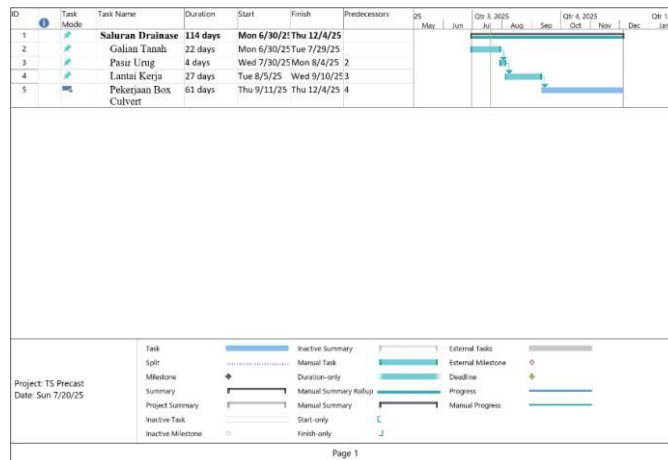 ID Task Mode Task Name Duration Start Finish Predecessors
25 Qtr 3, 2025 Qtr 4, 2025 Qtr 1
May Jun Jul Aug Sep Oct Nov Dec Jan
1 Saluran Drainase 114 days Mon 6/30/25 Thu 12/4/25
2 Galian Tanah 22 days Mon 6/30/25 Tue 7/29/25
3 Pasir Urug 4 days Wed 7/30/25 Mon 8/4/25 2
4 Lantai Kerja 27 days Tue 8/5/25 Wed 9/10/25 3
5 Pekerjaan Box Culvert 61 days Thu 9/11/25 Thu 12/4/25 4
Project: TS Precast
Date: Sun 7/20/25
Task Inactive Summary External Tasks
Split Manual Task External Milestone
Milestone Duration-only Deadline
Summary Manual Summary Rollup Progress
Project Summary Manual Summary Manual Progress
Inactive Task Start-only
Inactive Milestone Finish-only
Page 1